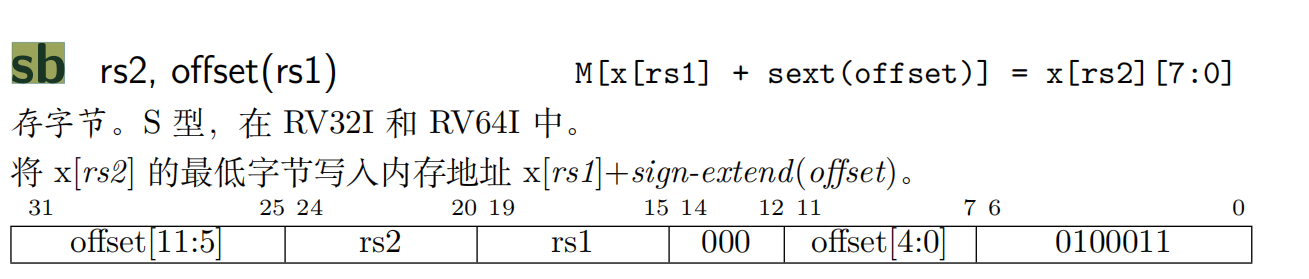 sb rs2, offset(rs1) M[x[rs1] + sext(offset)] = x[rs2][7:0]
存字节。S 型，在 RV32I 和 RV64I 中。
将 x[rs2] 的最低字节写入内存地址 x[rs1]+sign-extend(offset)。
31 25 24 20 19 15 14 12 11 7 6 0
offset[11:5] rs2 rs1 000 offset[4:0] 0100011